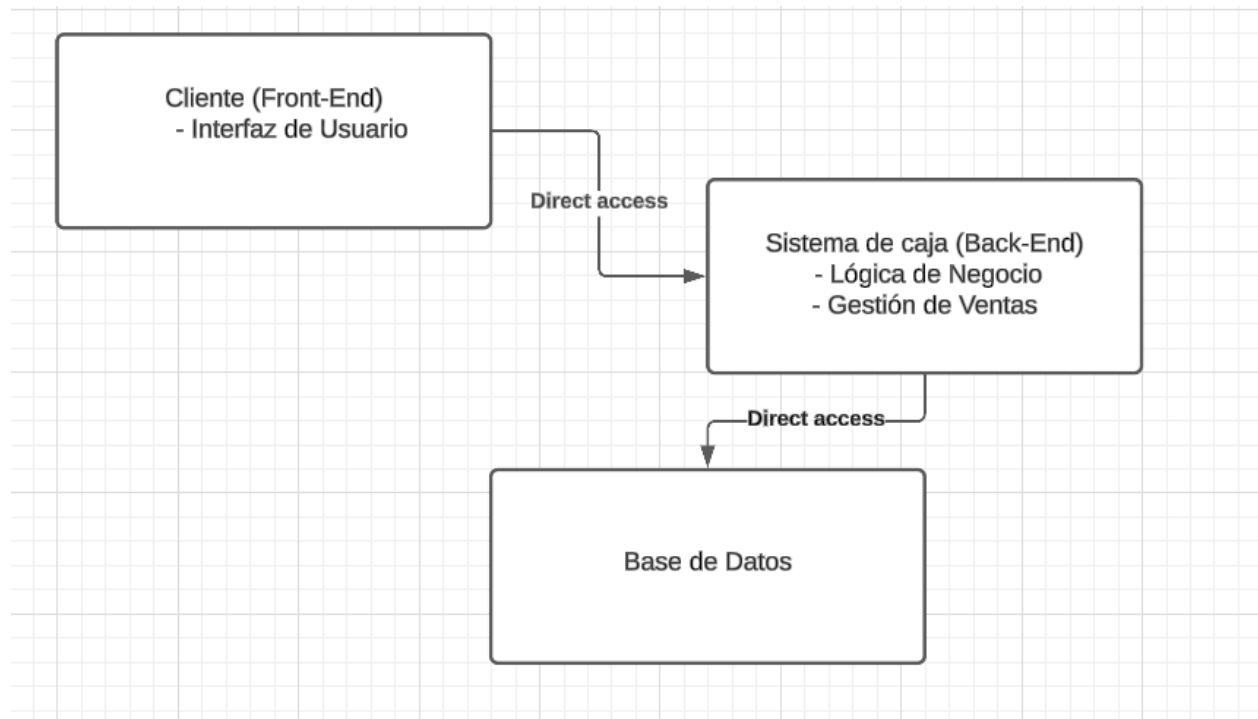 Cliente (Front-End)
- Interfaz de Usuario
Direct access
Sistema de caja (Back-End)
- Lógica de Negocio
- Gestión de Ventas
Direct access
Base de Datos